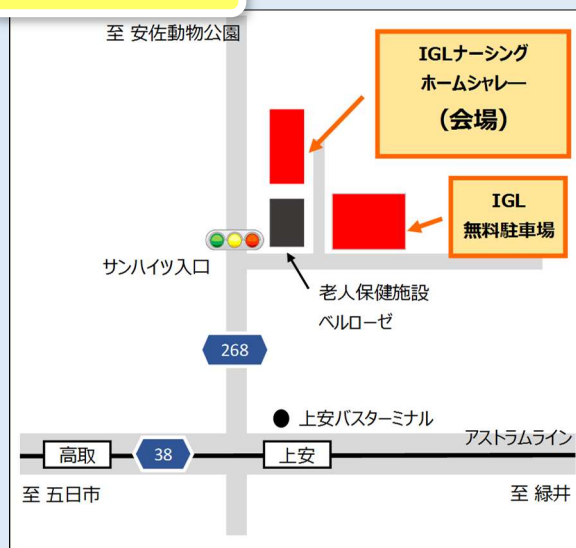 至 安佐動物公園
IGLナーシング
ホームシャレー
(会場)
IGL
無料駐車場
サンハイツ入口
老人保健施設
ベルローゼ
268
上安バスターミナル
アストラムライン
高取
38
上安
至 五日市
至 緑井